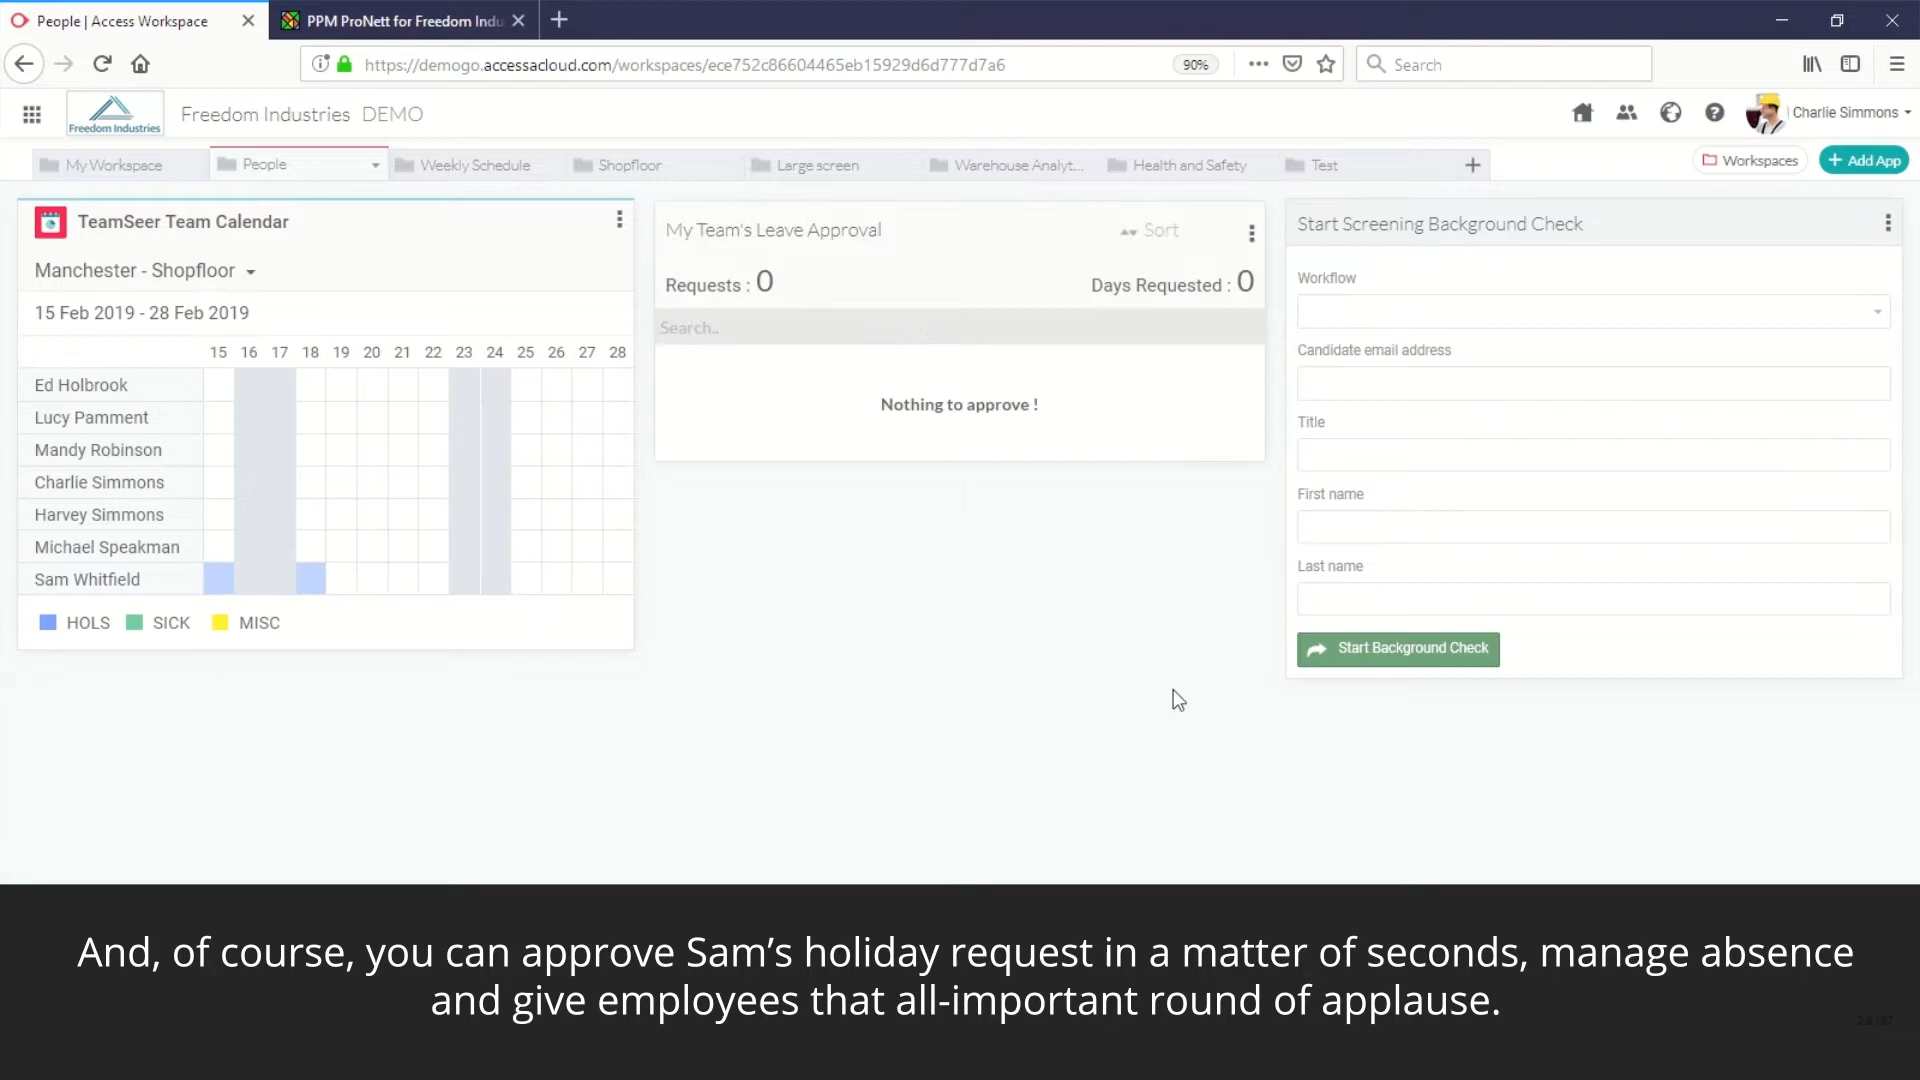 People | Access Workspace
PPM ProNett for Freedom Indu
https://demogo.accessacloud.com/workspaces/ece752c86604465eb15929d6d777d7a6
90%
Search
Freedom Industries
Freedom Industries DEMO
Charlie Simmons
My Workspace
People
Weekly Schedule
Shopfloor
Large screen
Warehouse Analyt...
Health and Safety
Test
Workspaces
Add App
TeamSeer Team Calendar
Manchester - Shopfloor
15 Feb 2019 - 28 Feb 2019
15 16 17 18 19 20 21 22 23 24 25 26 27 28
Ed Holbrook
Lucy Pamment
Mandy Robinson
Charlie Simmons
Harvey Simmons
Michael Speakman
Sam Whitfield
HOLS SICK MISC
My Team's Leave Approval
Sort
Requests : 0
Days Requested : 0
Search..
Nothing to approve !
Start Screening Background Check
Workflow
Candidate email address
Title
First name
Last name
Start Background Check
And, of course, you can approve Sam’s holiday request in a matter of seconds, manage absence
and give employees that all-important round of applause.